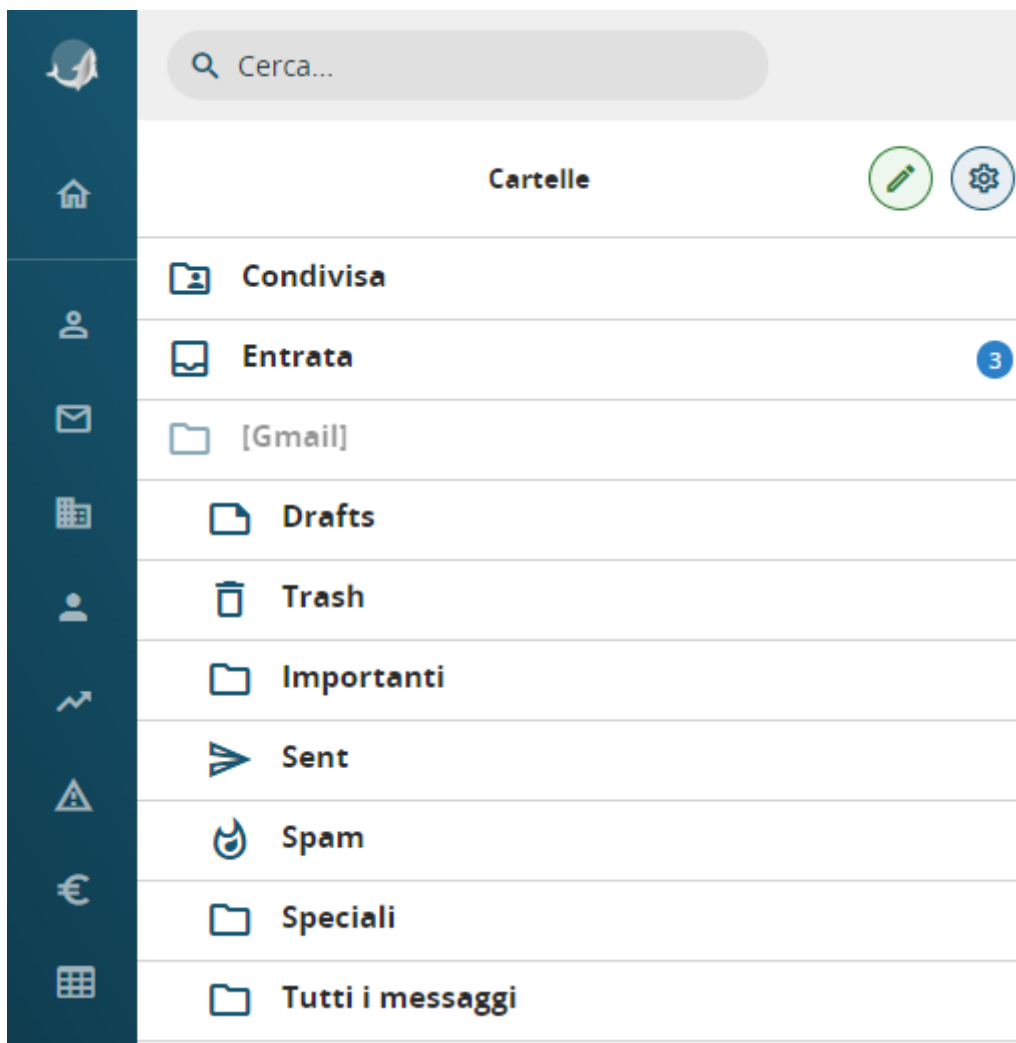 Cerca...
Cartelle
Condivisa
Entrata
3
[Gmail]
Drafts
Trash
Importanti
Sent
Spam
Speciali
Tutti i messaggi